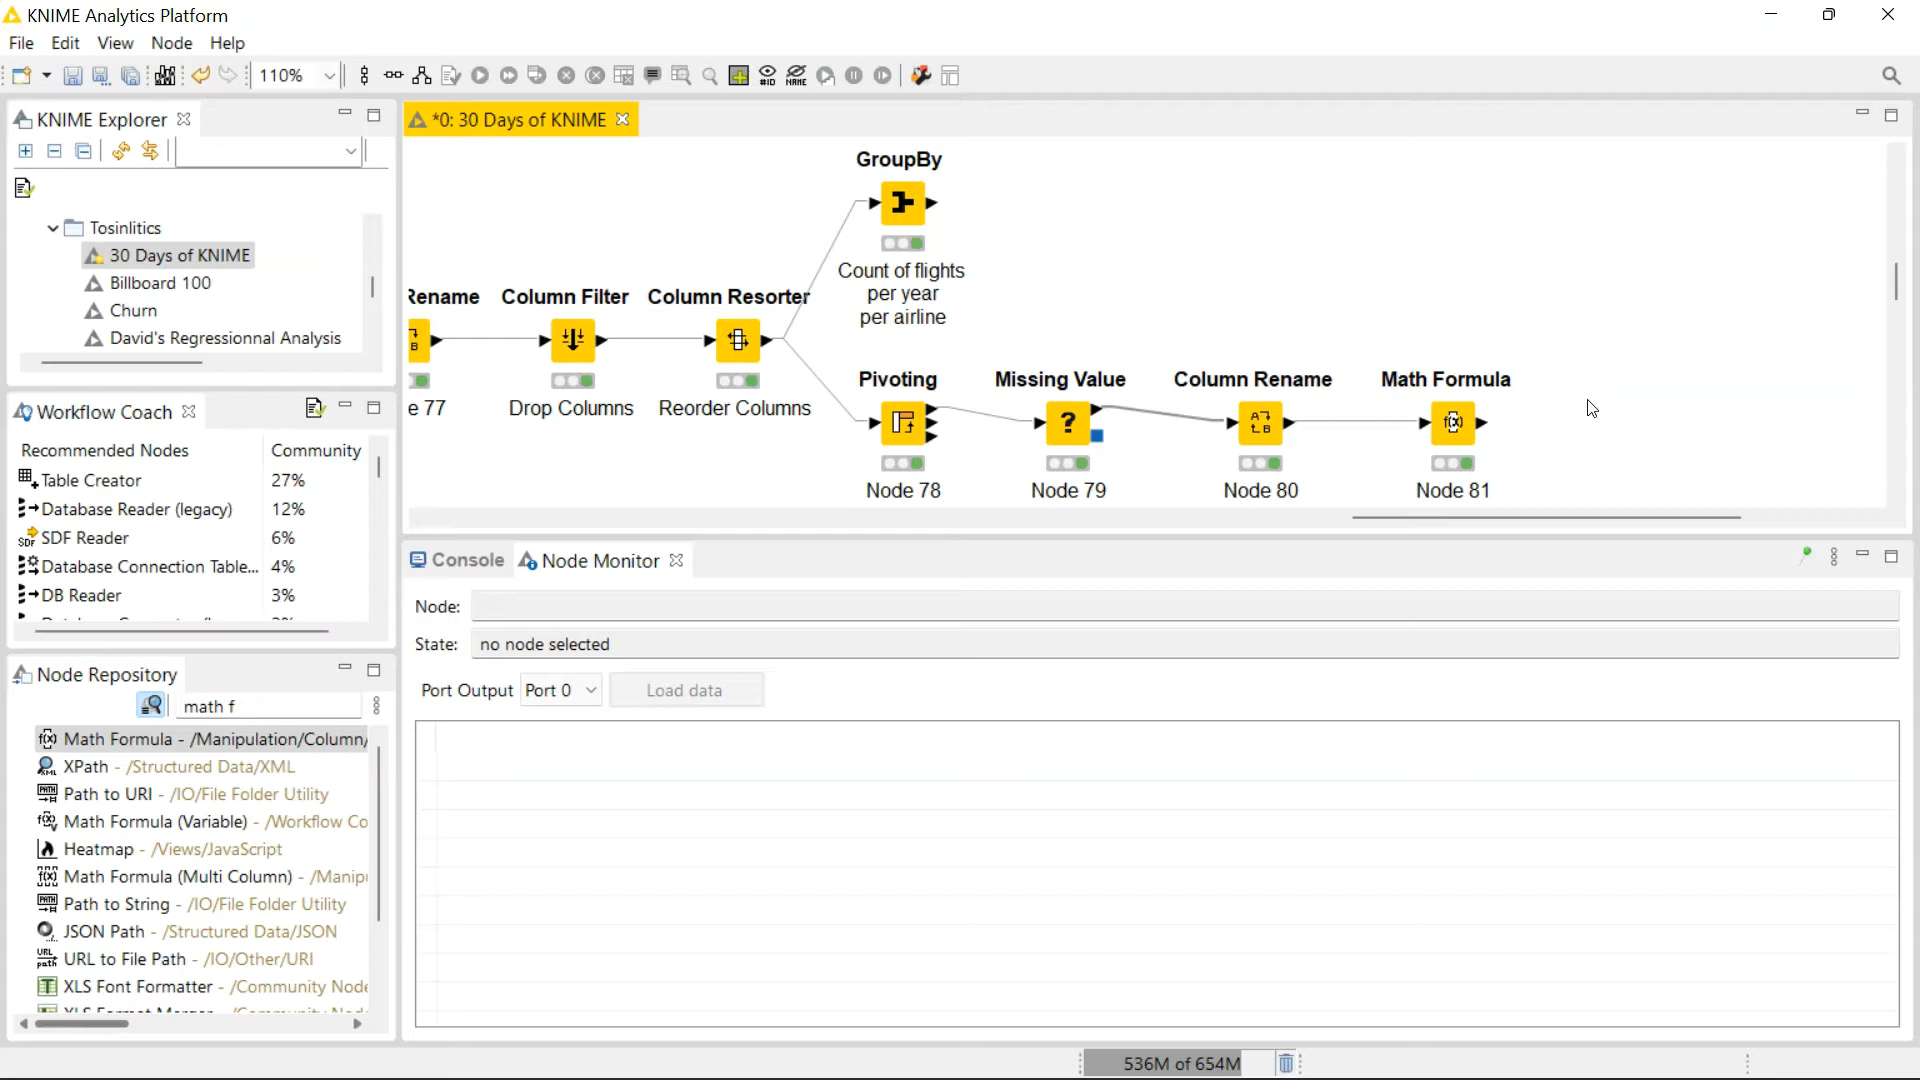 KNIME Analytics Platform
File Edit View Node Help
110%
KNIME Explorer
Tosinlitics
30 Days of KNIME
Billboard 100
Churn
David's Regressionnal Analysis
Workflow Coach
Recommended Nodes Community
Table Creator 27%
Database Reader (legacy) 12%
SDF Reader 6%
Database Connection Table... 4%
DB Reader 3%
Node Repository
math f
Math Formula - /Manipulation/Column/
XPath - /Structured Data/XML
Path to URI - /IO/File Folder Utility
Math Formula (Variable) - /Workflow Co
Heatmap - /Views/JavaScript
Math Formula (Multi Column) - /Manipu
Path to String - /IO/File Folder Utility
JSON Path - /Structured Data/JSON
URL to File Path - /IO/Other/URI
XLS Font Formatter - /Community Node
*0: 30 Days of KNIME
GroupBy
Count of flights
per year
per airline
Rename Column Filter Column Resorter
e 77 Drop Columns Reorder Columns
Pivoting Missing Value Column Rename Math Formula
Node 78 Node 79 Node 80 Node 81
Console Node Monitor
Node:
State: no node selected
Port Output Port 0 Load data
536M of 654M